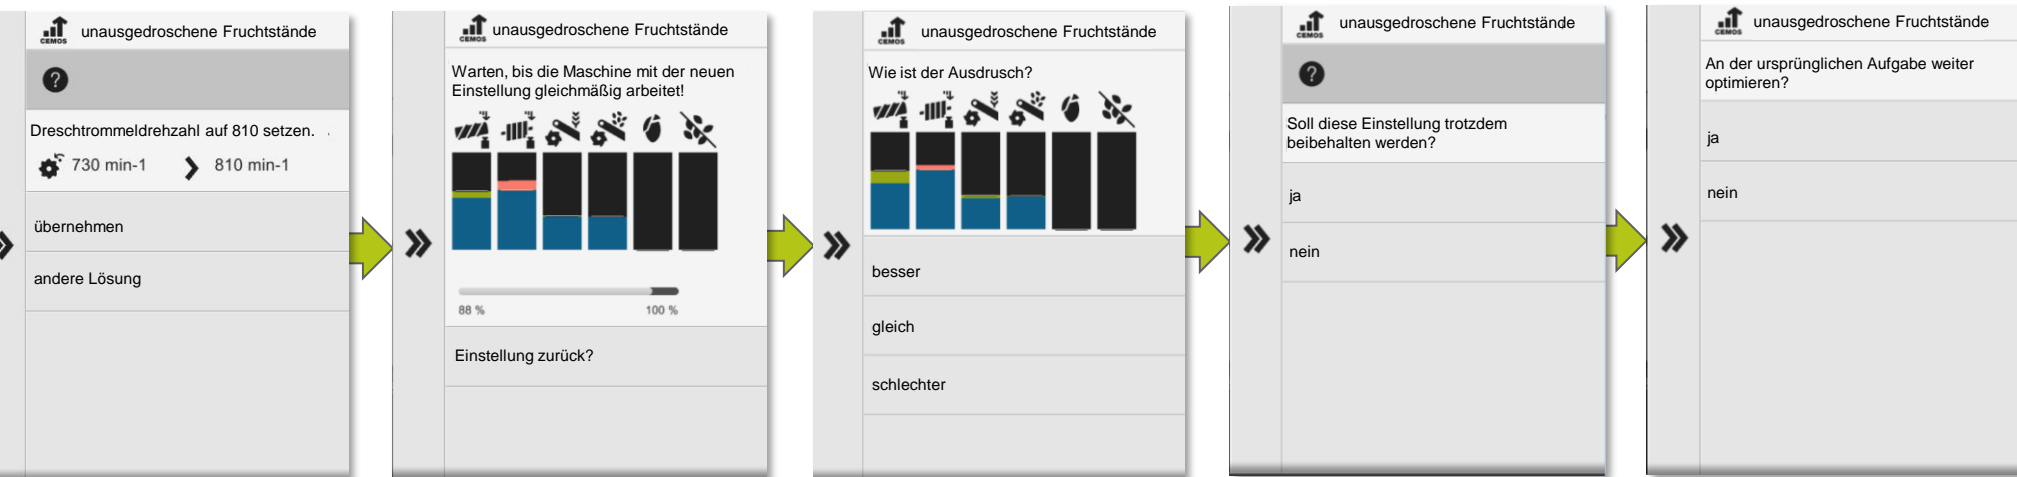 CEMOS
unausgedroschene Fruchtstände
?
Dreschtrommeldrehzahl auf 810 setzen.
730 min-1
810 min-1
übernehmen
andere Lösung
CEMOS
unausgedroschene Fruchtstände
Warten, bis die Maschine mit der neuen
Einstellung gleichmäßig arbeitet!
88 %
100 %
Einstellung zurück?
CEMOS
unausgedroschene Fruchtstände
Wie ist der Ausdrusch?
besser
gleich
schlechter
CEMOS
unausgedroschene Fruchtstände
?
Soll diese Einstellung trotzdem
beibehalten werden?
ja
nein
CEMOS
unausgedroschene Fruchtstände
An der ursprünglichen Aufgabe weiter
optimieren?
ja
nein